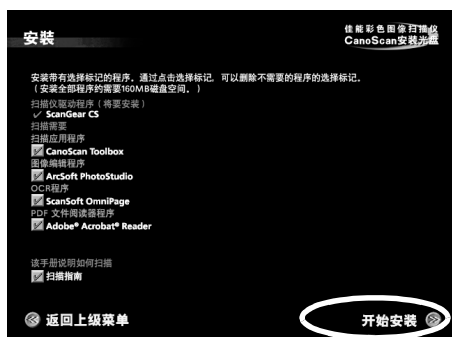 安装
佳能彩色图像扫描仪
CanoScan安装光盘
安装带有选择标记的程序。通过点击选择标记，可以删除不需要的程序的选择标记。
（安装全部程序约需要160MB磁盘空间。）
扫描仪驱动程序（将要安装）
ScanGear CS
扫描需要
扫描应用程序
CanoScan Toolbox
图像编辑程序
ArcSoft PhotoStudio
OCR程序
ScanSoft OmniPage
PDF 文件阅读器程序
Adobe® Acrobat® Reader
该手册说明如何扫描
扫描指南
返回上级菜单
开始安装